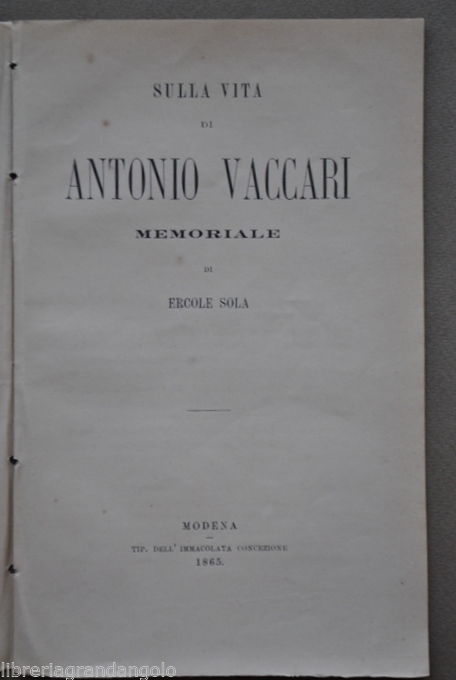 SULLA VITA
DI
ANTONIO VACCARI
MEMORIALE
DI
ERCOLE SOLA
MODENA
TIP. DELL' IMMACOLATA CONCEZIONE
1865.
libreriagrandangolo